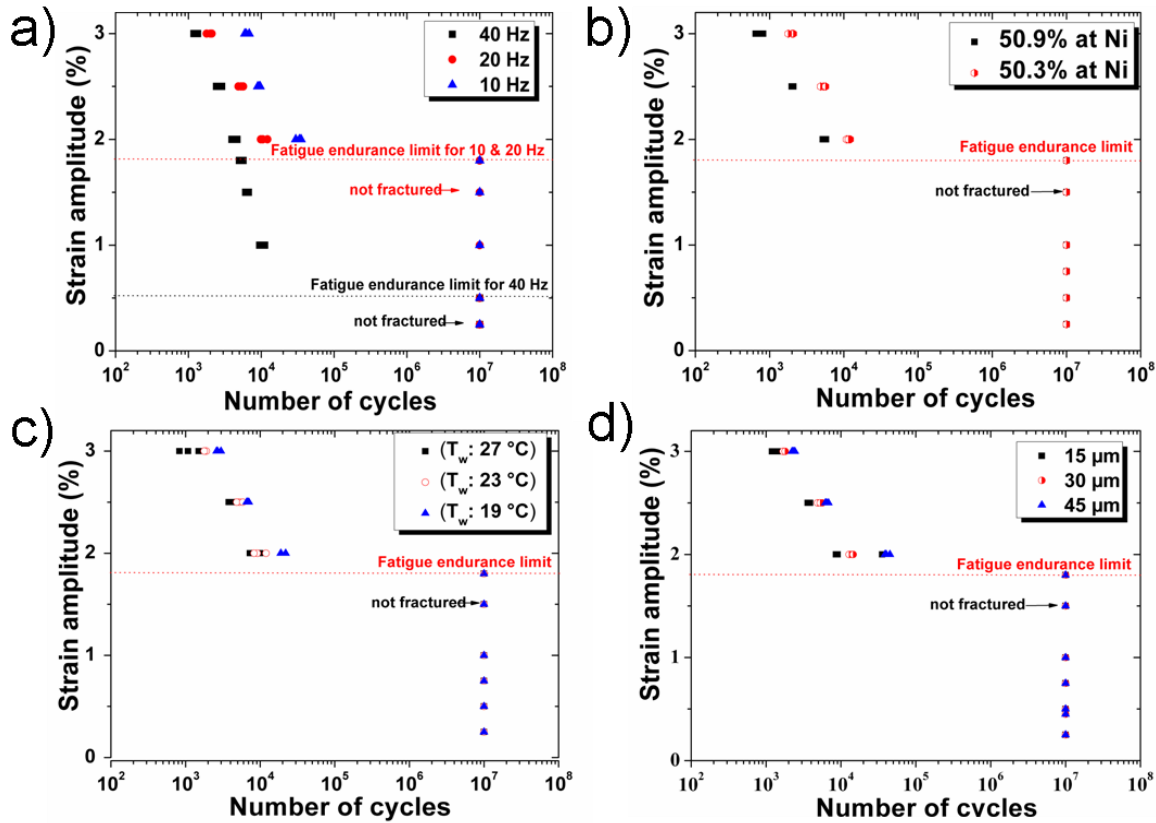 a)
Strain amplitude (%)
3
2
1
0
40 Hz
20 Hz
10 Hz
Fatigue endurance limit for 10 & 20 Hz
not fractured
Fatigue endurance limit for 40 Hz
not fractured
10² 10³ 10⁴ 10⁵ 10⁶ 10⁷ 10⁸
Number of cycles
b)
Strain amplitude (%)
3
2
1
0
50.9% at Ni
50.3% at Ni
Fatigue endurance limit
not fractured
10² 10³ 10⁴ 10⁵ 10⁶ 10⁷ 10⁸
Number of cycles
c)
Strain amplitude (%)
3
2
1
0
(Tw: 27 °C)
(Tw: 23 °C)
(Tw: 19 °C)
Fatigue endurance limit
not fractured
10² 10³ 10⁴ 10⁵ 10⁶ 10⁷ 10⁸
Number of cycles
d)
Strain amplitude (%)
3
2
1
0
15 µm
30 µm
45 µm
Fatigue endurance limit
not fractured
10² 10³ 10⁴ 10⁵ 10⁶ 10⁷ 10⁸
Number of cycles